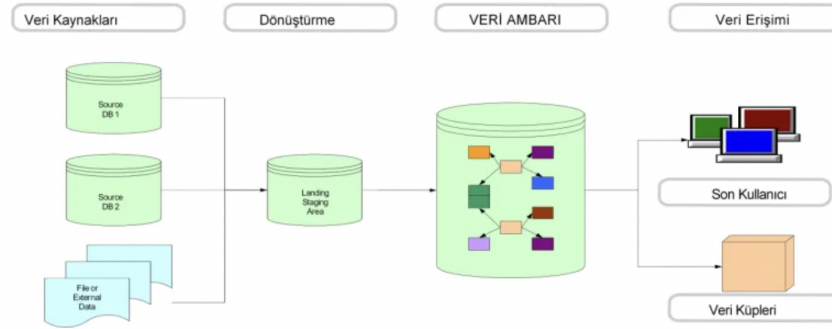 Veri Kaynakları
Dönüştürme
VERİ AMBARI
Veri Erişimi
Source
DB 1
Source
DB 2
File or
External
Data
Landing
Staging
Area
Son Kullanıcı
Veri Küpleri